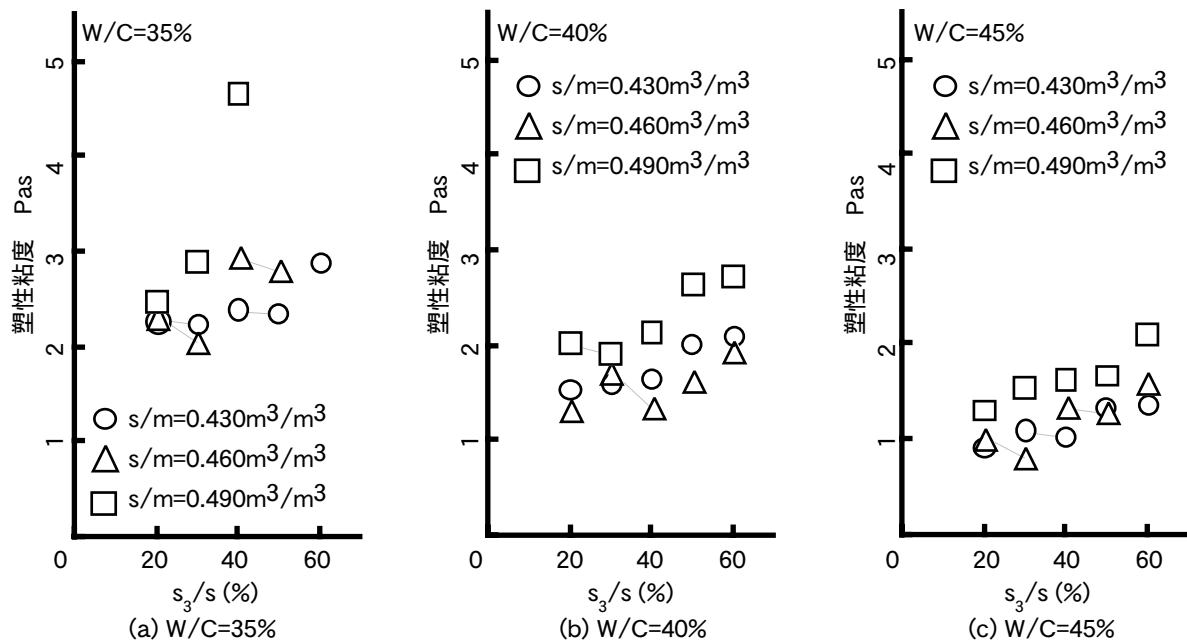 W/C=35%
5
4
3
2
1
0
20
40
60
塑性粘度 Pas
s/m=0.430m³/m³
s/m=0.460m³/m³
s/m=0.490m³/m³
s₃/s (%)
(a) W/C=35%
W/C=40%
s/m=0.430m³/m³
s/m=0.460m³/m³
s/m=0.490m³/m³
5
4
3
2
1
0
20
40
60
塑性粘度 Pas
s₃/s (%)
(b) W/C=40%
W/C=45%
s/m=0.430m³/m³
s/m=0.460m³/m³
s/m=0.490m³/m³
5
4
3
2
1
0
20
40
60
塑性粘度 Pas
s₃/s (%)
(c) W/C=45%